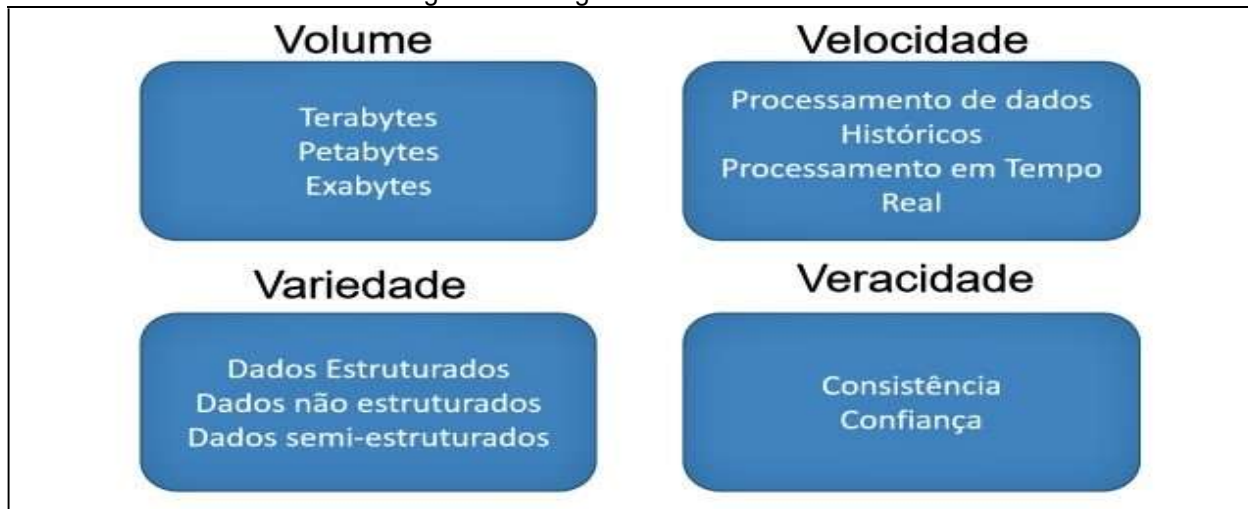 Volume
Terabytes
Petabytes
Exabytes
Velocidade
Processamento de dados
Históricos
Processamento em Tempo
Real
Variedade
Dados Estruturados
Dados não estruturados
Dados semi-estruturados
Veracidade
Consistência
Confiança